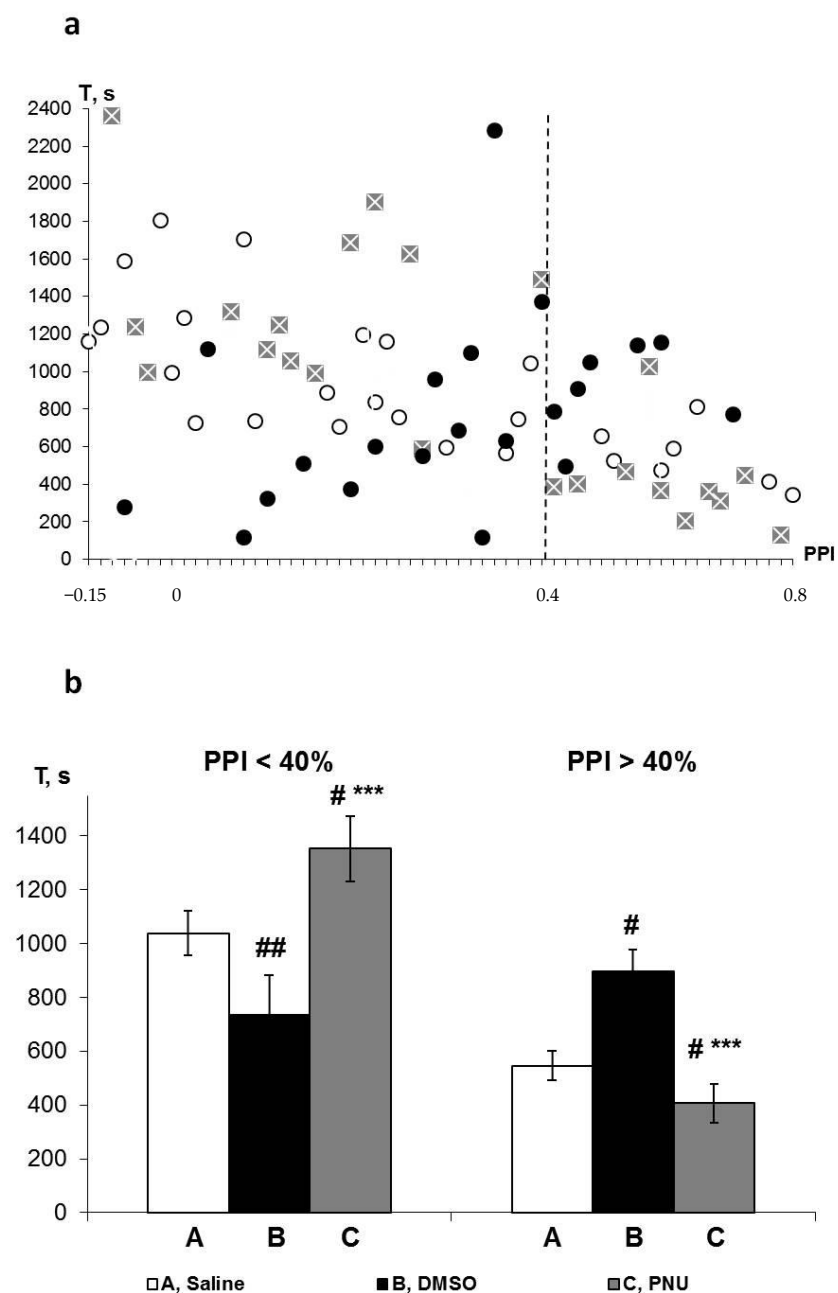 a
T, s
2400
2200
2000
1800
1600
1400
1200
1000
800
600
400
200
0
PPI
−0.15 0 0.4 0.8
b
PPI < 40% PPI > 40%
T, s
# ***
1400
1200
##
#
1000
800
# ***
600
400
200
0
A B C A B C
A, Saline B, DMSO C, PNU